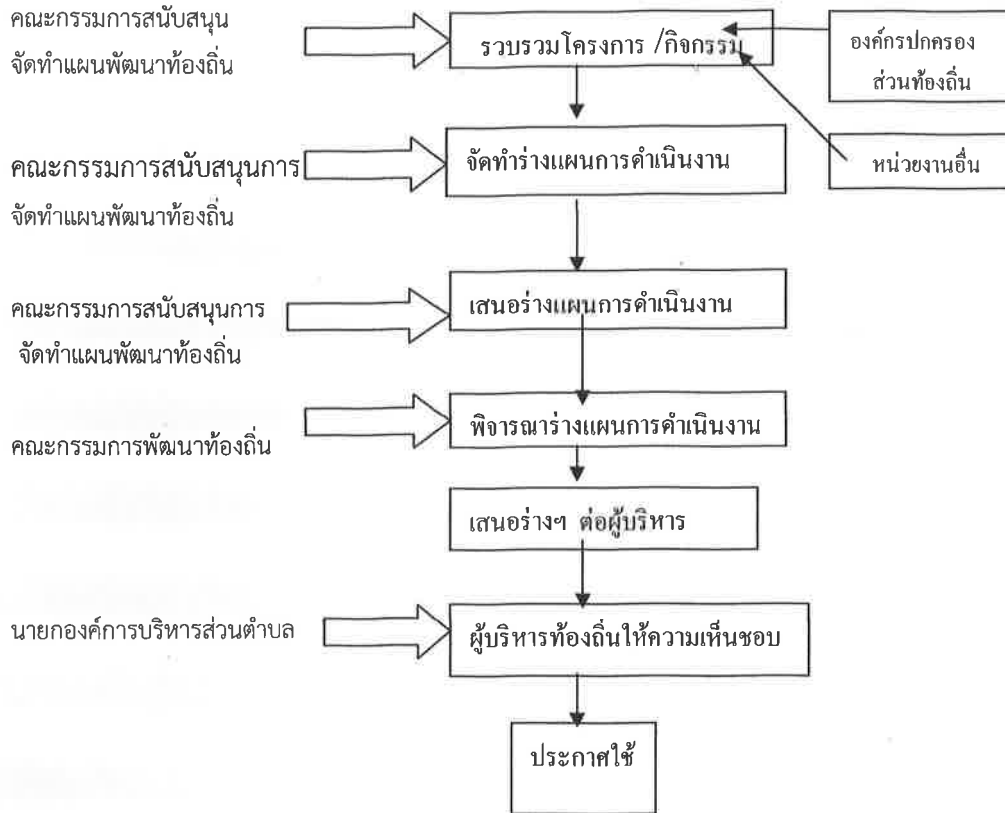 คณะกรรมการสนับสนุน
จัดทำแผนพัฒนาท้องถิ่น
รวบรวมโครงการ /กิจกรรม
องค์กรปกครอง
ส่วนท้องถิ่น
คณะกรรมการสนับสนุนการ
จัดทำแผนพัฒนาท้องถิ่น
จัดทำร่างแผนการดำเนินงาน
หน่วยงานอื่น
คณะกรรมการสนับสนุนการ
จัดทำแผนพัฒนาท้องถิ่น
เสนอร่างแผนการดำเนินงาน
คณะกรรมการพัฒนาท้องถิ่น
พิจารณาร่างแผนการดำเนินงาน
เสนอร่างฯ ต่อผู้บริหาร
นายกองค์การบริหารส่วนตำบล
ผู้บริหารท้องถิ่นให้ความเห็นชอบ
ประกาศใช้